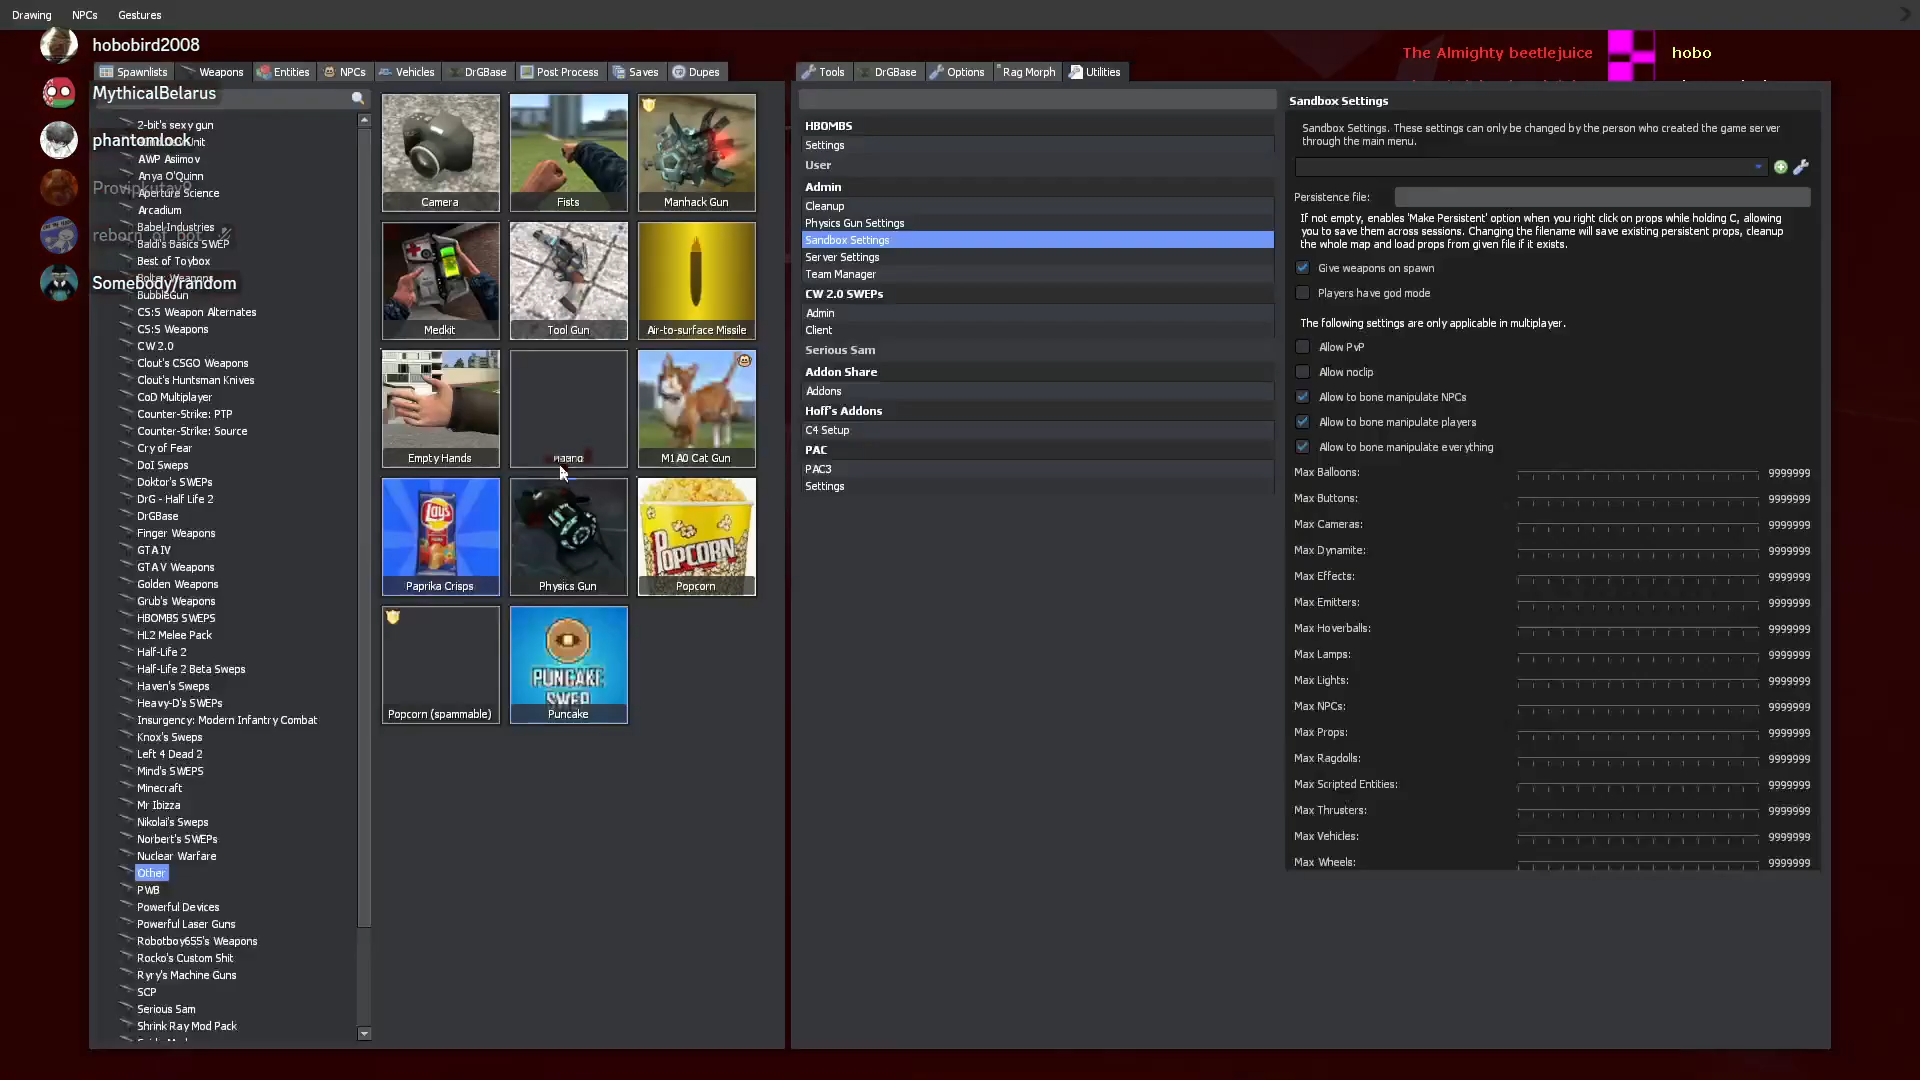 Drawing NPCs Gestures
hobobird2008
The Almighty beetlejuice hobo
Spawnlists Weapons Entities NPCs Vehicles DrGBase Post Process Saves Dupes
Tools DrGBase Options Rag Morph Utilities
MythicalBelarus
phantomlock
Provipkutay9
reborn_of_bot
Somebody/random
2-bit's sexy gun
AWP Asiimov
Anya O'Quinn
Aperture Science
Arcadium
Babel Industries
Baldi's Basics SWEP
Best of Toybox
Bolter Weapons
BubbleGun
CS:S Weapon Alternates
CS:S Weapons
CW 2.0
Clout's CSGO Weapons
Clout's Huntsman Knives
CoD Multiplayer
Counter-Strike: PTP
Counter-Strike: Source
Cry of Fear
DoI Sweps
Doktor's SWEPs
DrG - Half Life 2
DrGBase
Finger Weapons
GTA IV
GTA V Weapons
Golden Weapons
Grub's Weapons
HBOMBS SWEPS
HL2 Melee Pack
Half-Life 2
Half-Life 2 Beta Sweps
Haven's Sweps
Heavy-D's SWEPs
Insurgency: Modern Infantry Combat
Knox's Sweps
Left 4 Dead 2
Mind's SWEPS
Minecraft
Mr Ibizza
Nikolai's Sweps
Norbert's SWEPs
Nuclear Warfare
Other
PWB
Powerful Devices
Powerful Laser Guns
Robotboy655's Weapons
Rocko's Custom Shit
Ryry's Machine Guns
SCP
Serious Sam
Shrink Ray Mod Pack
Camera
Fists
Manhack Gun
Medkit
Tool Gun
Air-to-surface Missile
Empty Hands
M1A0 Cat Gun
Lay's
Paprika Crisps
Physics Gun
POPCORN
Popcorn
Popcorn (spammable)
PUNCAKE
SWEP
Puncake
HBOMBS
Settings
User
Admin
Cleanup
Physics Gun Settings
Sandbox Settings
Server Settings
Team Manager
CW 2.0 SWEPs
Admin
Client
Serious Sam
Addon Share
Addons
Hoff's Addons
C4 Setup
PAC
PAC3
Settings
Sandbox Settings
Sandbox Settings. These settings can only be changed by the person who created the game server
through the main menu.
Persistence file:
If not empty, enables 'Make Persistent' option when you right click on props while holding C, allowing
you to save them across sessions. Changing the filename will save existing persistent props, cleanup
the whole map and load props from given file if it exists.
Give weapons on spawn
Players have god mode
The following settings are only applicable in multiplayer.
Allow PvP
Allow noclip
Allow to bone manipulate NPCs
Allow to bone manipulate players
Allow to bone manipulate everything
Max Balloons: 9999999
Max Buttons: 9999999
Max Cameras: 9999999
Max Dynamite: 9999999
Max Effects: 9999999
Max Emitters: 9999999
Max Hoverballs: 9999999
Max Lamps: 9999999
Max Lights: 9999999
Max NPCs: 9999999
Max Props: 9999999
Max Ragdolls: 9999999
Max Scripted Entities: 9999999
Max Thrusters: 9999999
Max Vehicles: 9999999
Max Wheels: 9999999